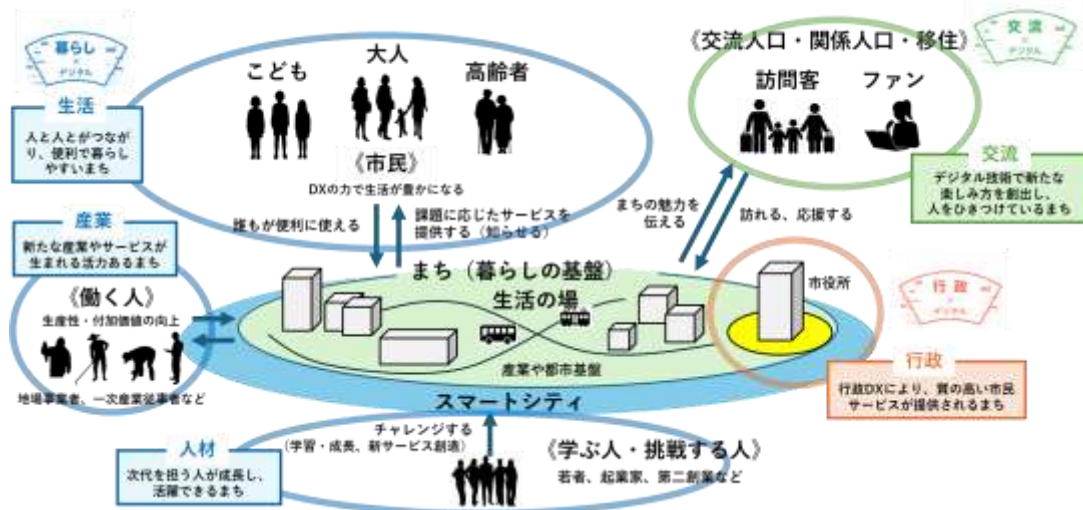 暮らし
×
デジタル
生活
人と人とがつなが
り、便利で暮らし
やすいまち
こども
大人
高齢者
《市民》
DXの力で生活が豊かになる
《交流人口・関係人口・移住》
訪問客
ファン
交流
×
デジタル
交流
デジタル技術で新たな
楽しみ方を創出し、
人をひきつけているまち
誰もが便利に使える
課題に応じたサービスを
提供する（知らせる）
まちの魅力を
伝える
訪れる、応援する
産業
新たな産業やサービスが
生まれる活力あるまち
《働く人》
生産性・付加価値の向上
地場事業者、一次産業従事者など
まち（暮らしの基盤）
生活の場
産業や都市基盤
スマートシティ
市役所
行政
×
デジタル
行政
行政DXにより、質の高い市民
サービスが提供されるまち
人材
次代を担う人が成長し、
活躍できるまち
チャレンジする
（学習・成長、新サービス創造）
《学ぶ人・挑戦する人》
若者、起業家、第二創業など